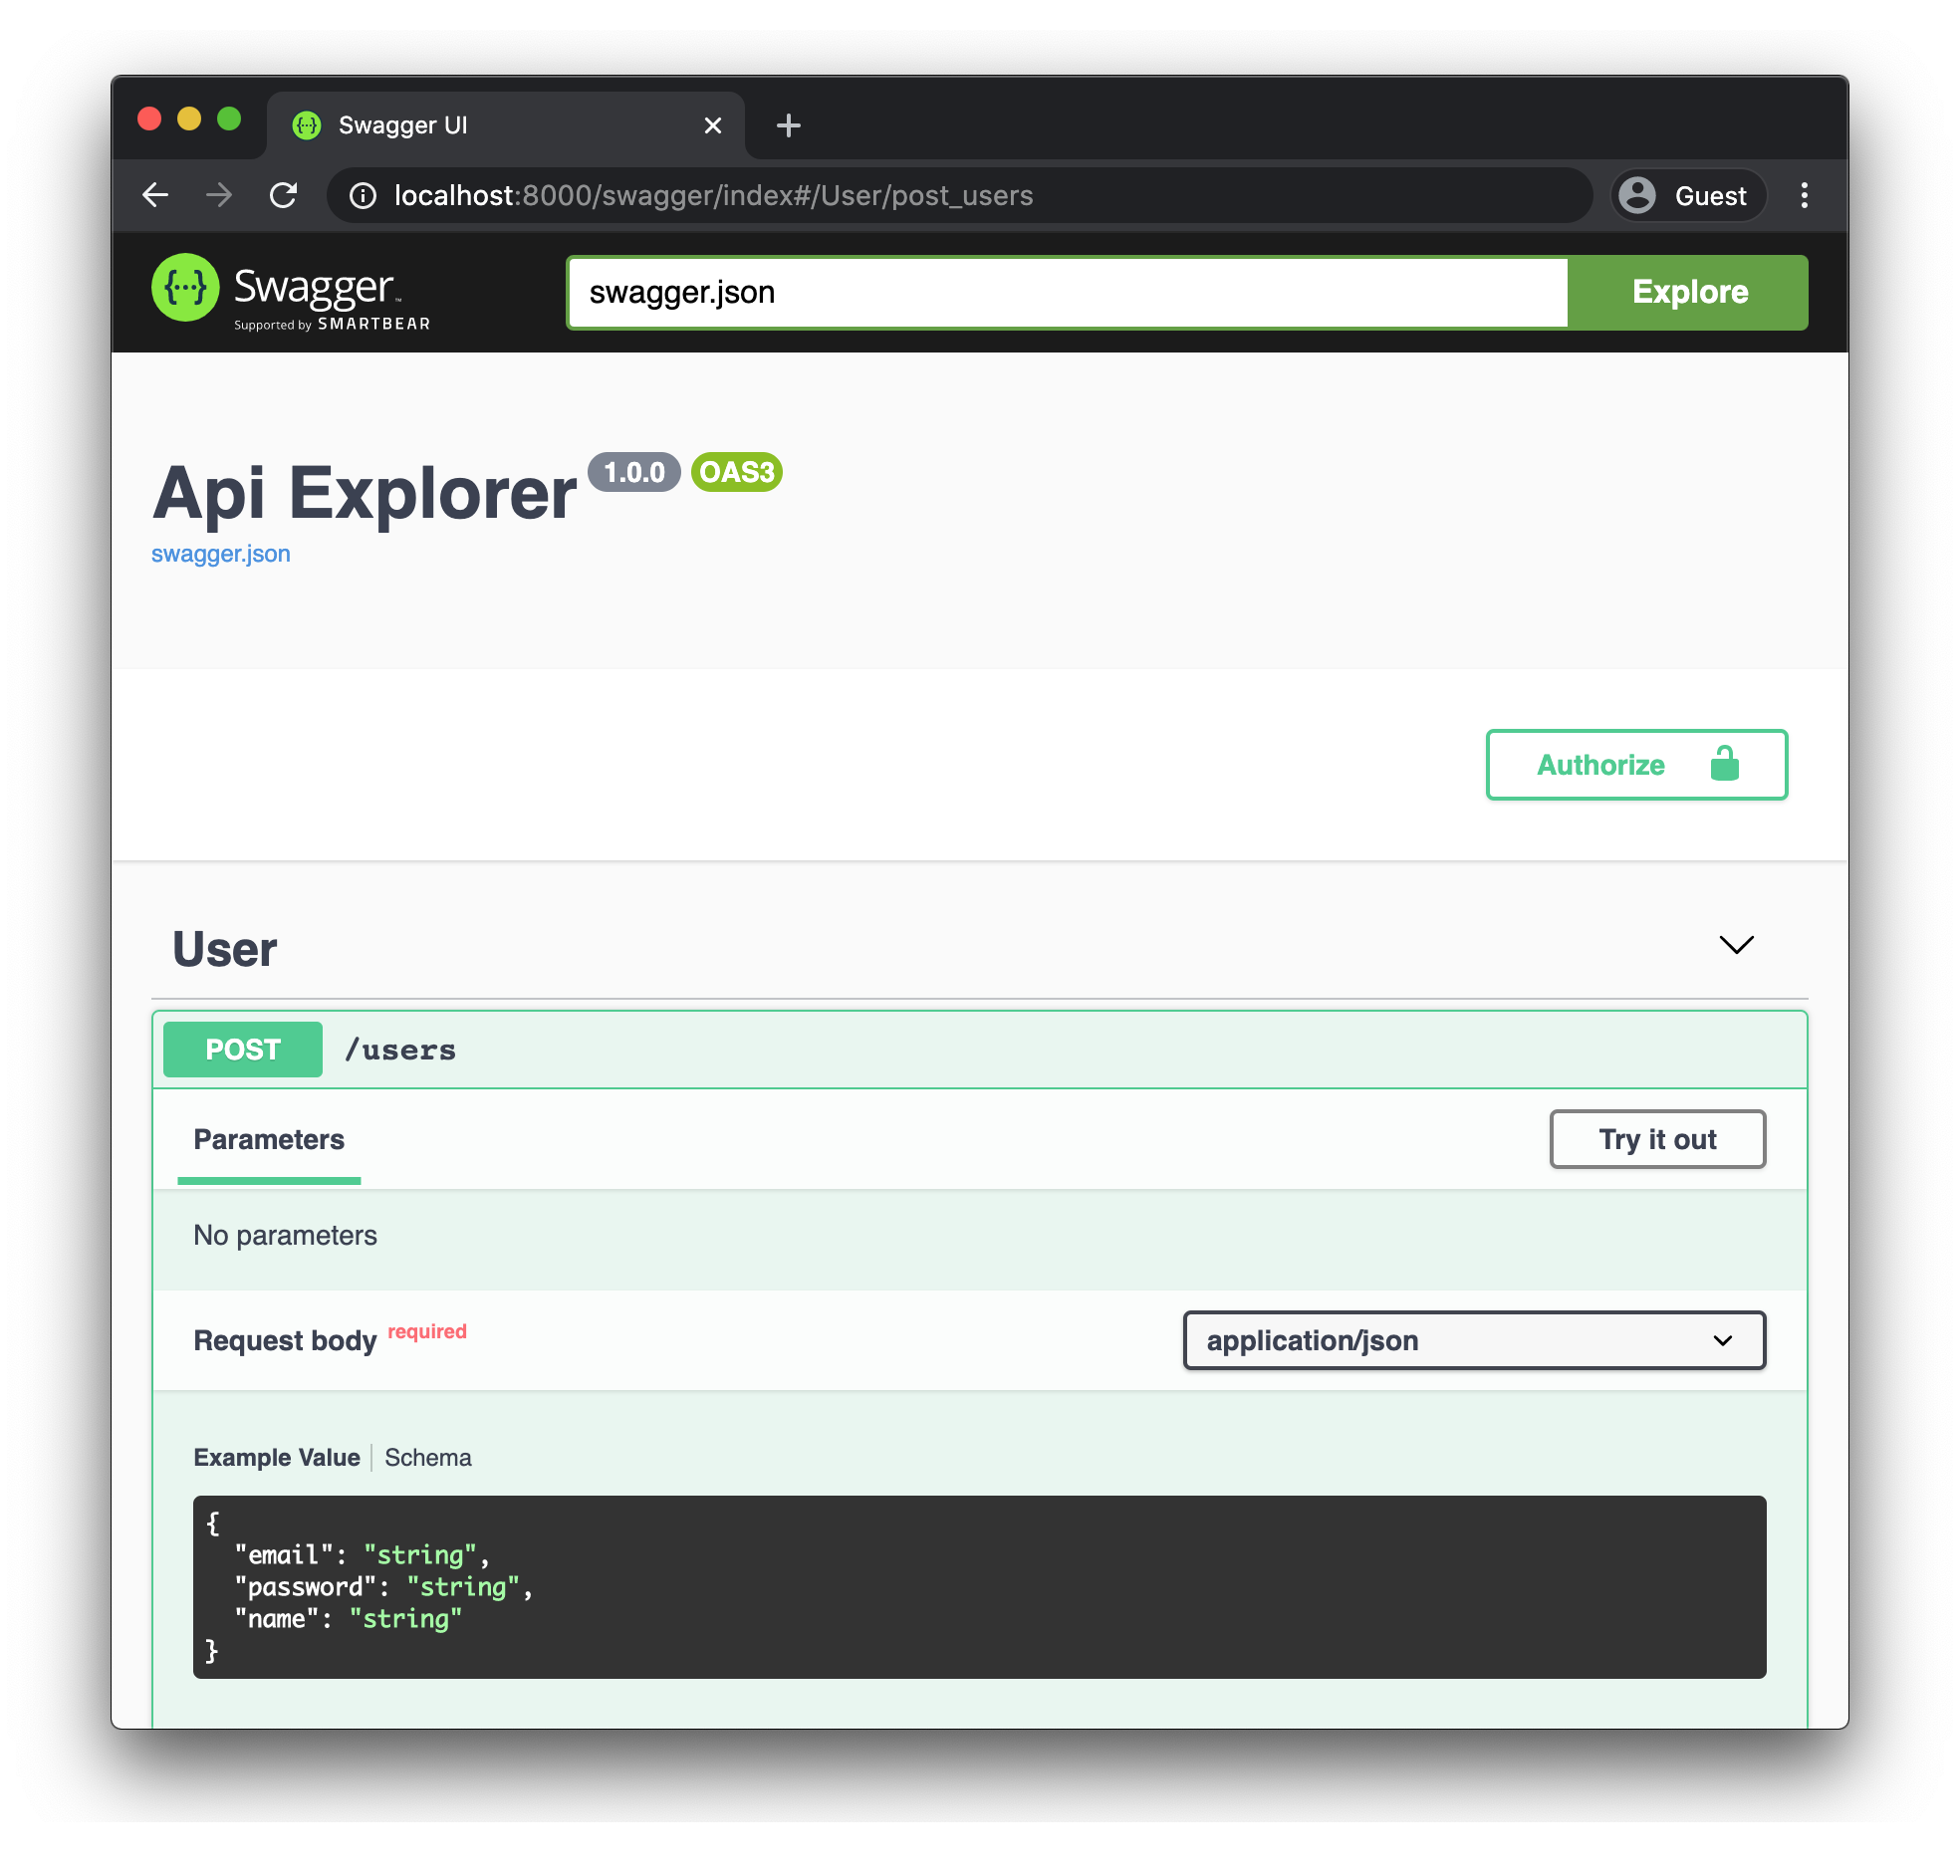 Swagger UI
localhost:8000/swagger/index#/User/post_users
Guest
{...} Swagger™
Supported by SMARTBEAR
swagger.json
Explore
Api Explorer 1.0.0 OAS3
swagger.json
Authorize
User
POST /users
Parameters
Try it out
No parameters
Request body required
application/json
Example Value | Schema
{
  "email": "string",
  "password": "string",
  "name": "string"
}